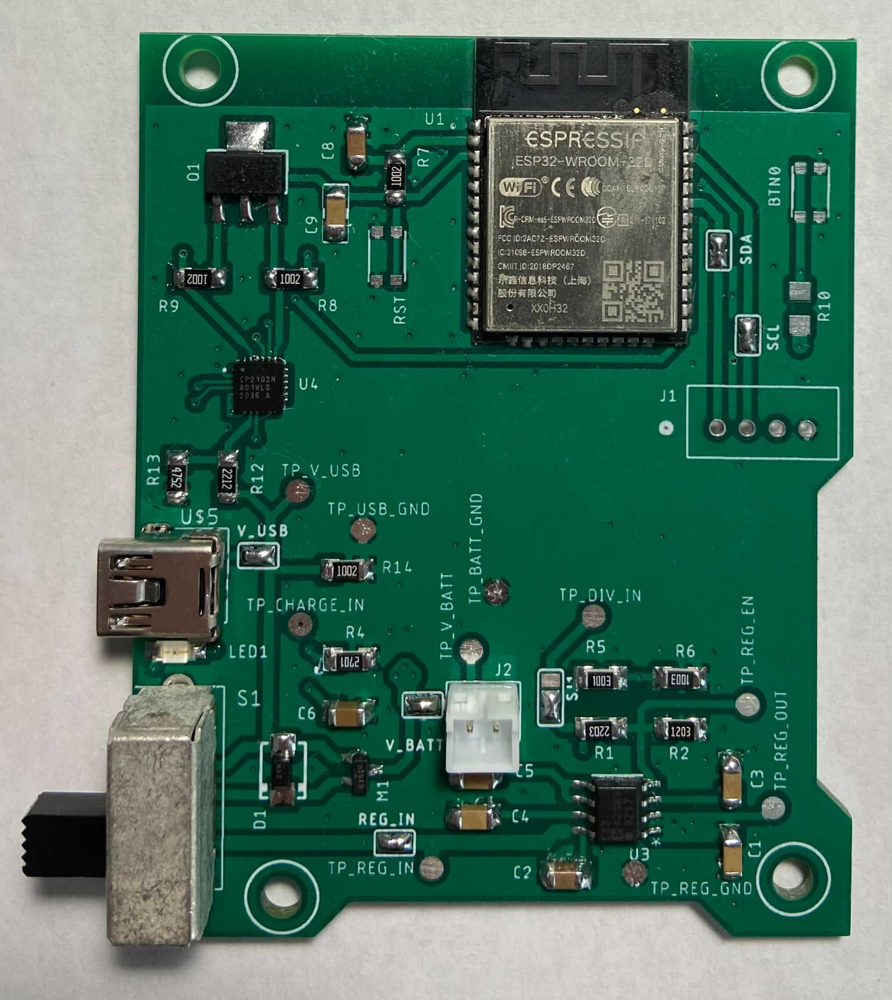 U1
ESPRESSIF
ESP32-WROOM-32D
WiFi
CE
R-CRM-es5-ESPWROOM32D
R
FCC ID:2AC7Z-ESPWROOM32D
IC:21098-ESPWROOM32D
CMIIT ID:2018DP2467
乐鑫信息科技(上海)
股份有限公司
XX0H32
Q1
C8
R7
1002
C9
RST
BTN0
SDA
SCL
R10
1002
1002
R9
R8
CP2102N
A01VLG
2036 A
U4
J1
R13
4752
2212
R12
TP_V_USB
TP_USB_GND
U$5
V_USB
1002
R14
TP_BATT_GND
TP_V_BATT
TP_CHARGE_IN
TP_DIV_IN
TP_REG_EN
R4
2701
LED1
R5
1003
R6
1003
J2
S1
C6
V_BATT
2203
1203
R1
R2
TP_REG_OUT
D1
M1
C5
C3
REG_IN
C4
TP_REG_IN
C2
U3
*
C1
TP_REG_GND